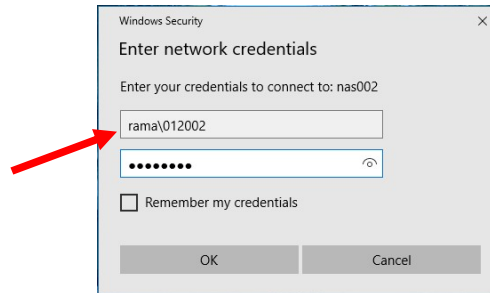 Windows Security
Enter network credentials
Enter your credentials to connect to: nas002
rama\012002
••••••••
Remember my credentials
OK
Cancel